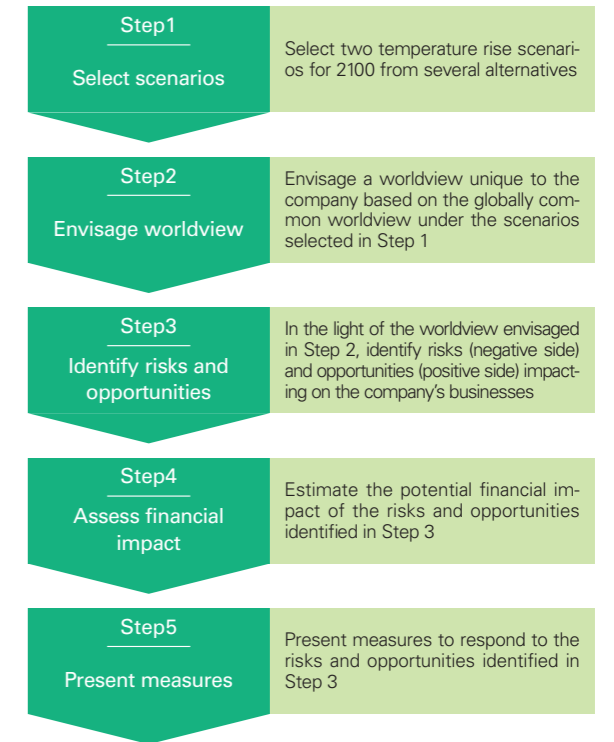 Step1
Select scenarios
Select two temperature rise scenari-
os for 2100 from several alternatives
Step2
Envisage worldview
Envisage a worldview unique to the
company based on the globally com-
mon worldview under the scenarios
selected in Step 1
Step3
Identify risks and
opportunities
In the light of the worldview envisaged
in Step 2, identify risks (negative side)
and opportunities (positive side) impact-
ing on the company's businesses
Step4
Assess financial
impact
Estimate the potential financial im-
pact of the risks and opportunities
identified in Step 3
Step5
Present measures
Present measures to respond to the
risks and opportunities identified in
Step 3